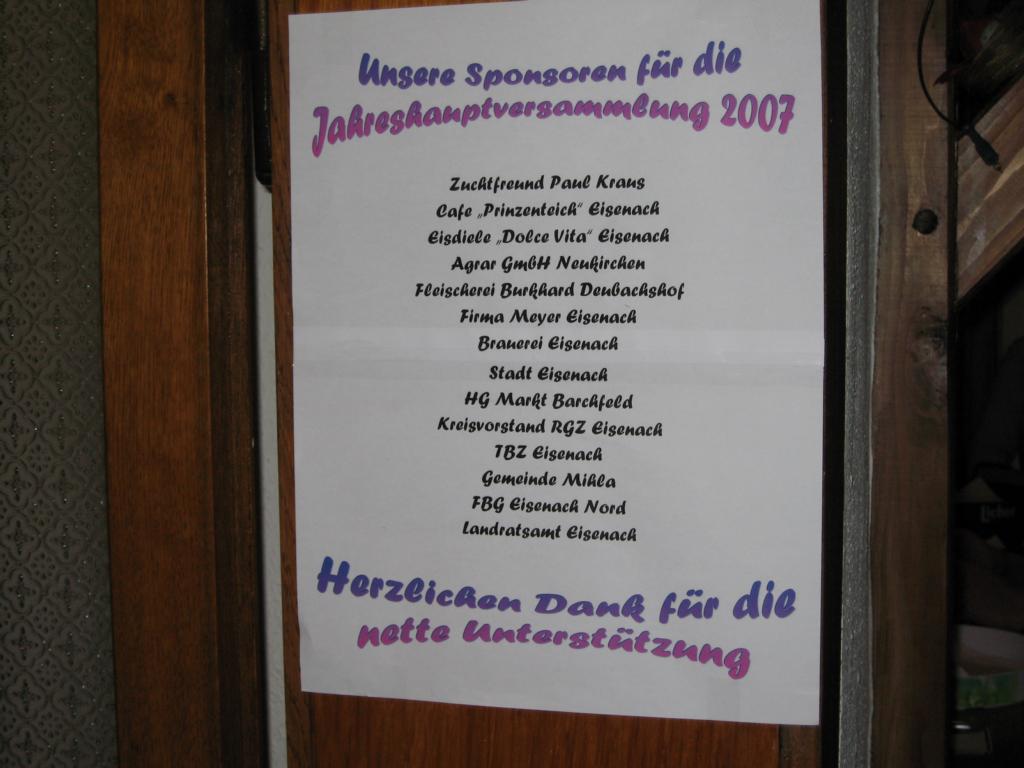 Unsere Sponsoren für die
Jahreshauptversammlung 2007
Zuchtfreund Paul Kraus
Cafe „Prinzenteich“ Eisenach
Eisdiele „Dolce Vita“ Eisenach
Agrar GmbH Neukirchen
Fleischerei Burkhard Deubachshof
Firma Meyer Eisenach
Brauerei Eisenach
Stadt Eisenach
HG Markt Barchfeld
Kreisvorstand RGZ Eisenach
TBZ Eisenach
Gemeinde Mihla
FBG Eisenach Nord
Landratsamt Eisenach
Herzlichen Dank für die
nette Unterstützung